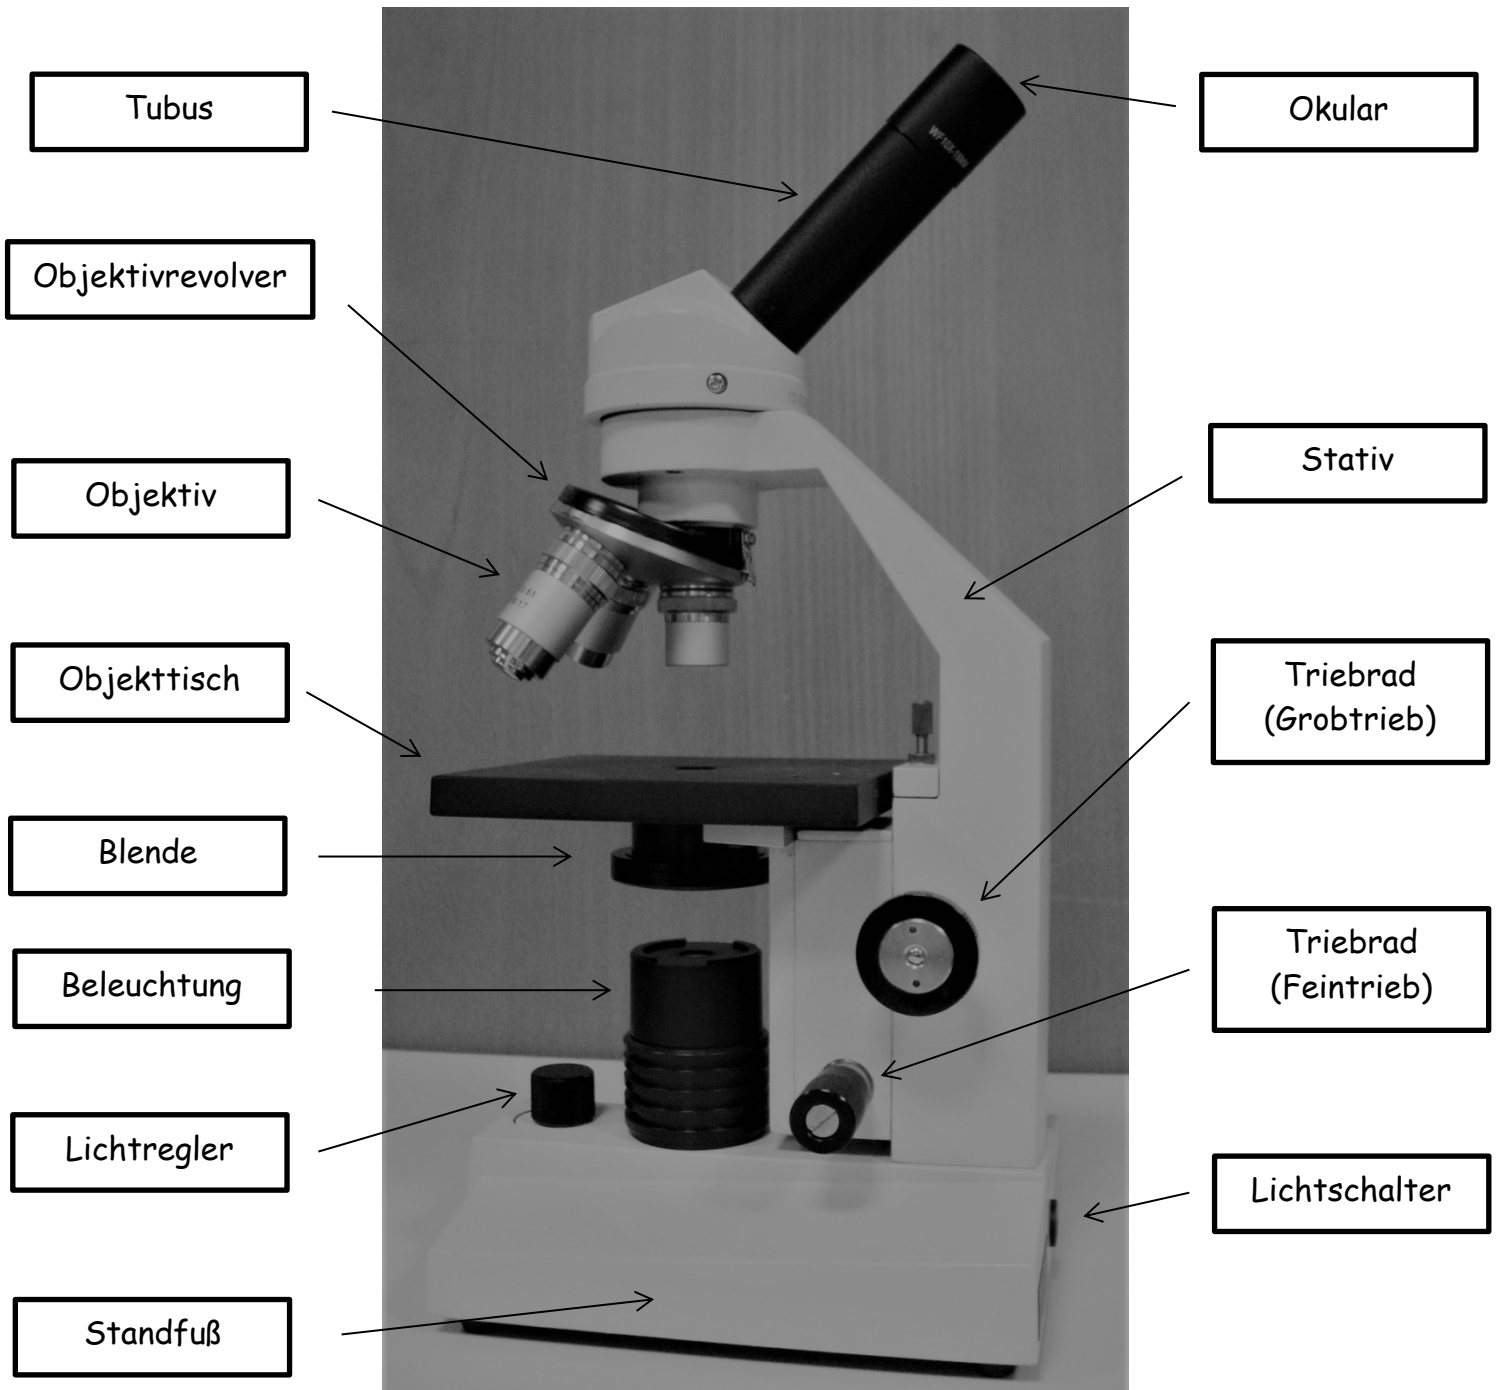 Tubus
Okular
Objektivrevolver
Stativ
Objektiv
Objekttisch
Triebrad
(Grobtrieb)
Blende
Triebrad
(Feintrieb)
Beleuchtung
Lichtregler
Lichtschalter
Standfuß